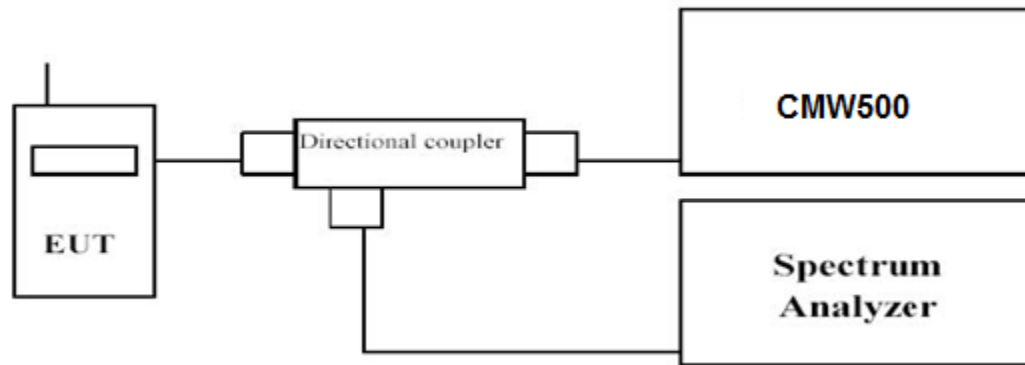 CMW500
Directional coupler
EUT
Spectrum
Analyzer